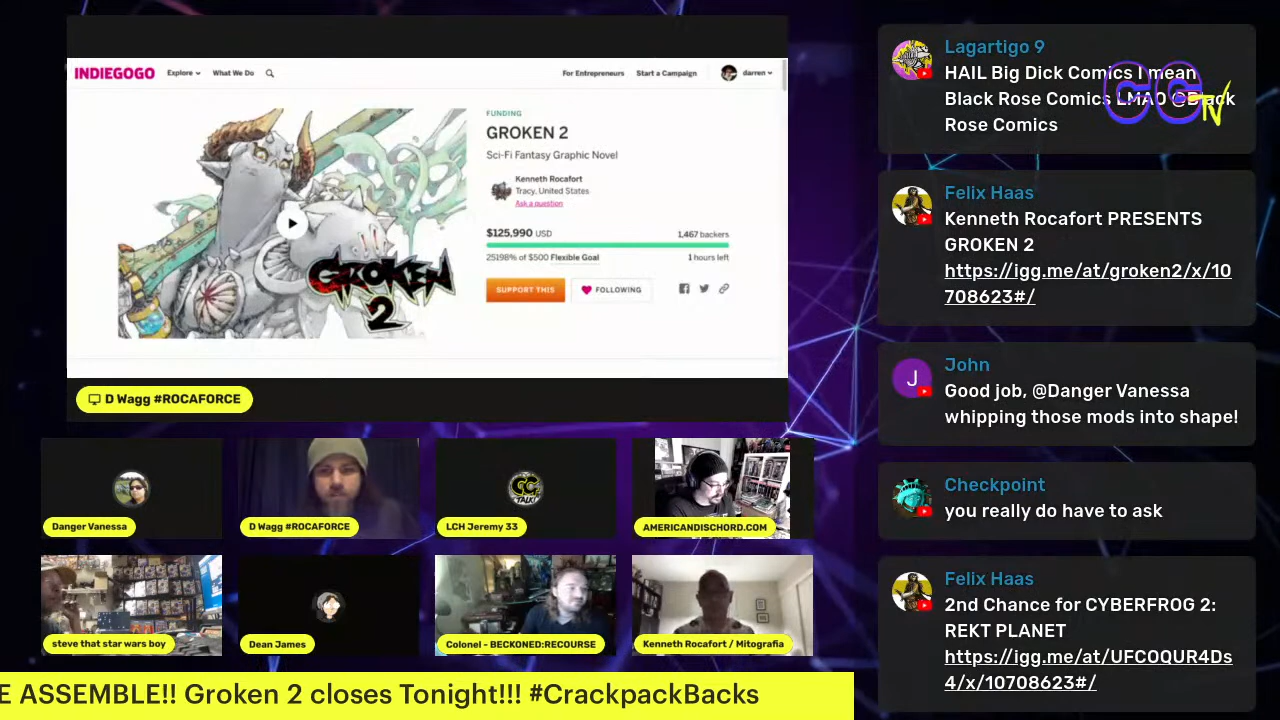 INDIEGOGO
Explore
What We Do
For Entrepreneurs
Start a Campaign
darren
FUNDING
GROKEN 2
Sci-Fi Fantasy Graphic Novel
Kenneth Rocafort
Tracy, United States
Ask a question
$125,990 USD
1,467 backers
25198% of $500 Flexible Goal
1 hours left
SUPPORT THIS
FOLLOWING
GROKEN
2
D Wagg #ROCAFORCE
Danger Vanessa
D Wagg #ROCAFORCE
GC
TALK!
LCH Jeremy 33
AMERICANDISCHORD.COM
steve that star wars boy
Dean James
Colonel - BECKONED:RECOURSE
Kenneth Rocafort / Mitografia
E ASSEMBLE!! Groken 2 closes Tonight!!! #CrackpackBacks
Lagartigo 9
HAIL Big Dick Comics I mean
Black Rose Comics LMAO @Black
Rose Comics
CGTV
Felix Haas
Kenneth Rocafort PRESENTS
GROKEN 2
https://igg.me/at/groken2/x/10
708623#/
J
John
Good job, @Danger Vanessa
whipping those mods into shape!
Checkpoint
you really do have to ask
Felix Haas
2nd Chance for CYBERFROG 2:
REKT PLANET
https://igg.me/at/UFCOQUR4Ds
4/x/10708623#/